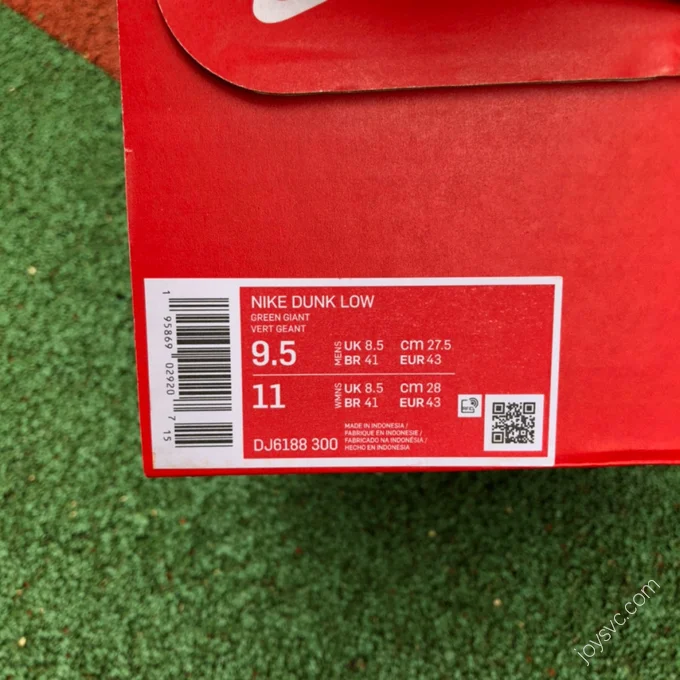 NIKE DUNK LOW
GREEN GIANT
VERT GEANT
9.5 MENS UK 8.5 CM 27.5
BR 41 EUR 43
11 WMNS UK 8.5 CM 28
BR 41 EUR 43
DJ6188 300
MADE IN INDONESIA /
FABRIQUE EN INDONESIE /
FABRICADO NA INDONÉSIA /
HECHO EN INDONESIA
1 95869 02920 7 15
joysvc.com